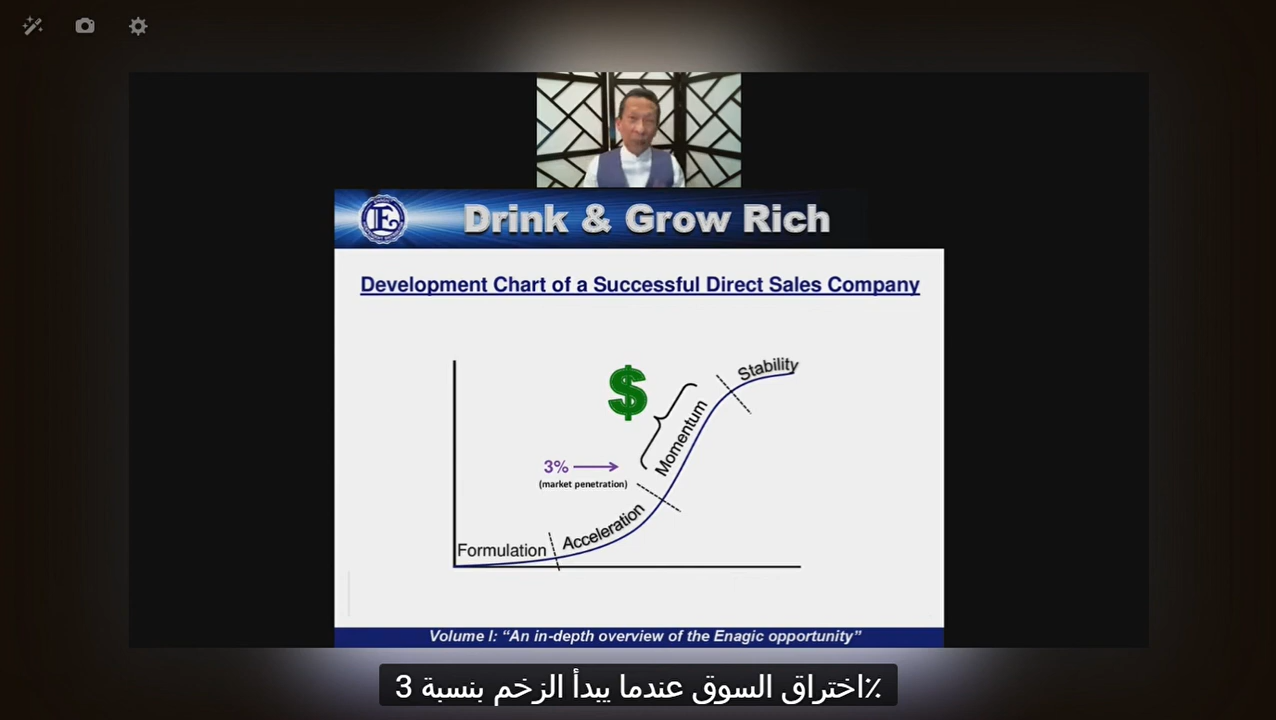 E
Drink & Grow Rich
Development Chart of a Successful Direct Sales Company
$
Stability
Momentum
3%
(market penetration)
Acceleration
Formulation
Volume I: “An in-depth overview of the Enagic opportunity”
٪اختراق السوق عندما يبدأ الزخم بنسبة 3